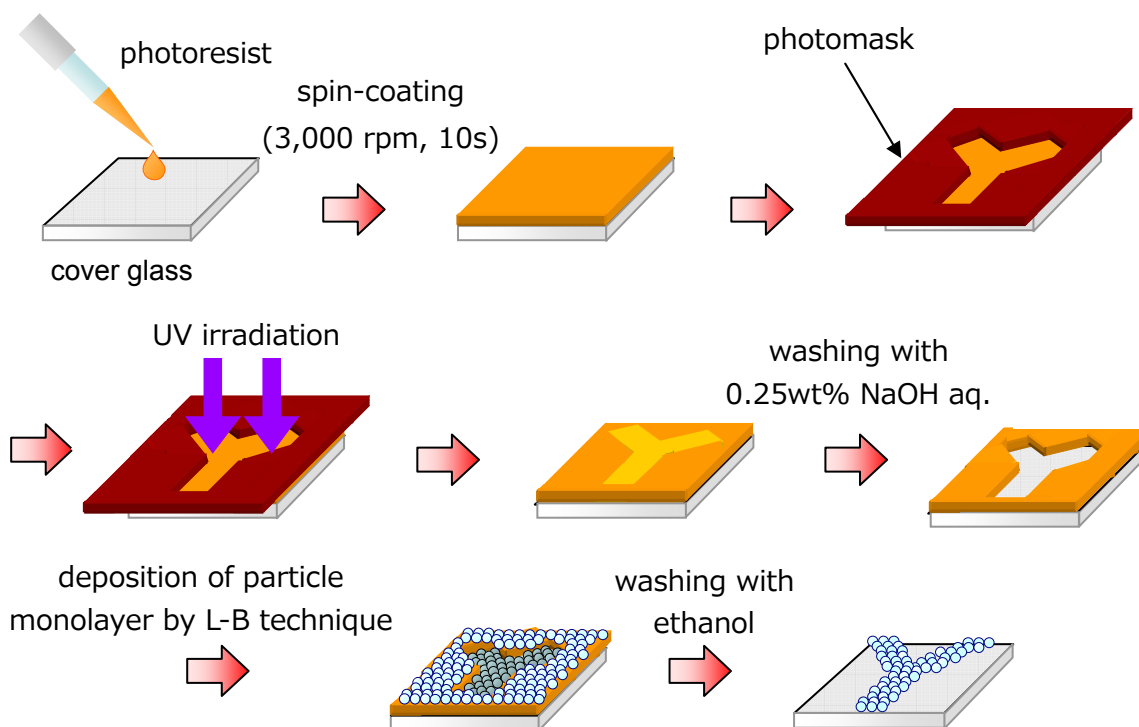 photoresist
spin-coating
(3,000 rpm, 10s)
photomask
cover glass
UV irradiation
washing with
0.25wt% NaOH aq.
deposition of particle
monolayer by L-B technique
washing with
ethanol